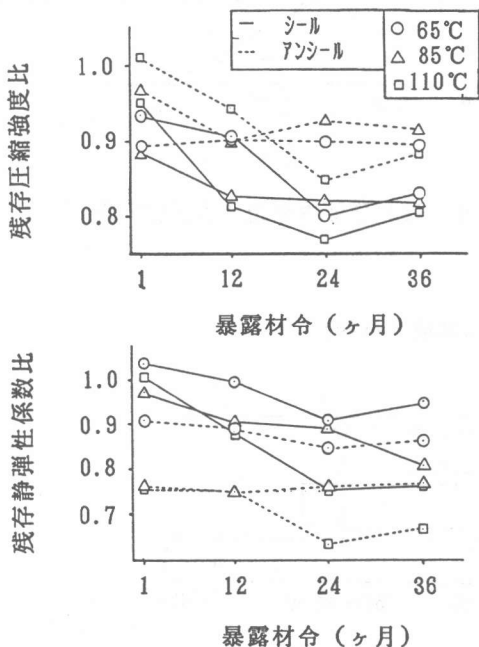 シール
アンシール
65℃
85℃
110℃
残存圧縮強度比
1.0
0.9
0.8
1 12 24 36
暴露材令（ヶ月）
残存静弾性係数比
1.0
0.9
0.8
0.7
1 12 24 36
暴露材令（ヶ月）